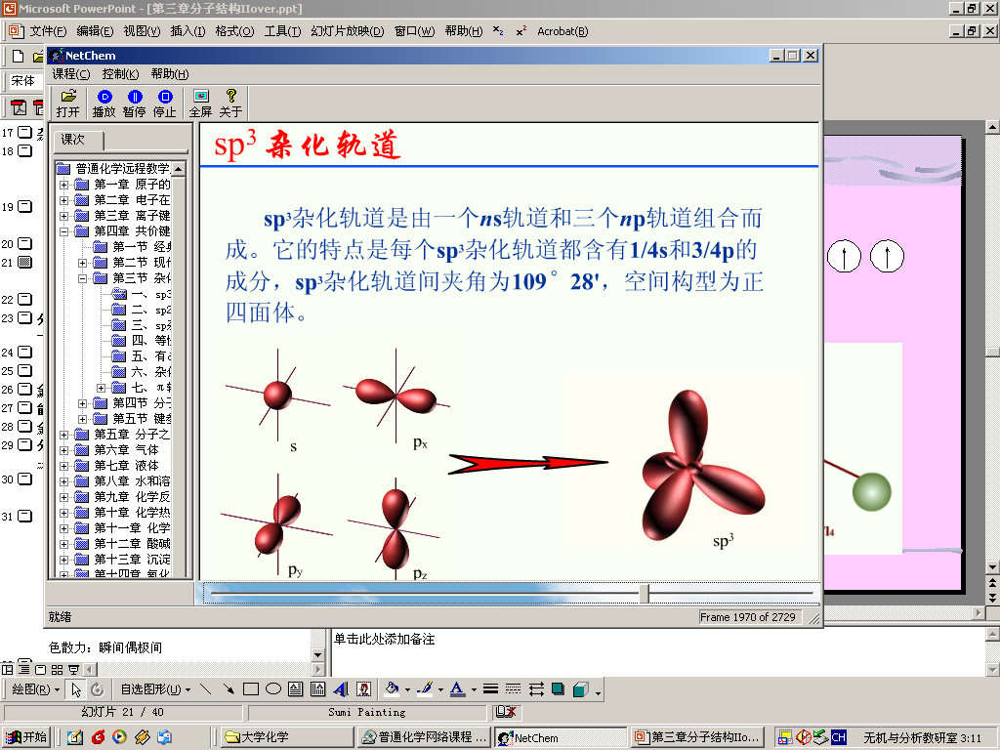 Microsoft PowerPoint - [第三章分子结构IIover.ppt]
文件(F) 编辑(E) 视图(V) 插入(I) 格式(O) 工具(T) 幻灯片放映(D) 窗口(W) 帮助(H) x₂ x² Acrobat(B)
宋体
NetChem
课程(C) 控制(K) 帮助(H)
打开 播放 暂停 停止 全屏 关于
课次
普通化学远程教学
第一章 原子的
第二章 电子在
第三章 离子键
第四章 共价键
第一节 经典
第二节 现代
第三节 杂化
一、sp3
二、sp2
三、sp杂
四、等性
五、有d
六、杂化
七、π轨
第四节 分子
第五节 键参
第五章 分子之
第六章 气体
第七章 液体
第八章 水和溶
第九章 化学反
第十章 化学热
第十一章 化学
第十二章 酸碱
第十三章 沉淀
第十四章 氧化
17
18
19
20
21
22
23
24
25
26
27
28
29
30
31
sp³ 杂化轨道
sp³杂化轨道是由一个ns轨道和三个np轨道组合而
成。它的特点是每个sp³杂化轨道都含有1/4s和3/4p的
成分，sp³杂化轨道间夹角为109°28'，空间构型为正
四面体。
s
px
py
pz
sp³
就绪
Frame 1970 of 2729
色散力：瞬间偶极间
单击此处添加备注
绘图(R) 自选图形(U)
幻灯片 21 / 40
Sumi Painting
开始 大学化学 普通化学网络课程 ... NetChem 第三章分子结构IIo... CH 无机与分析教研室 3:11